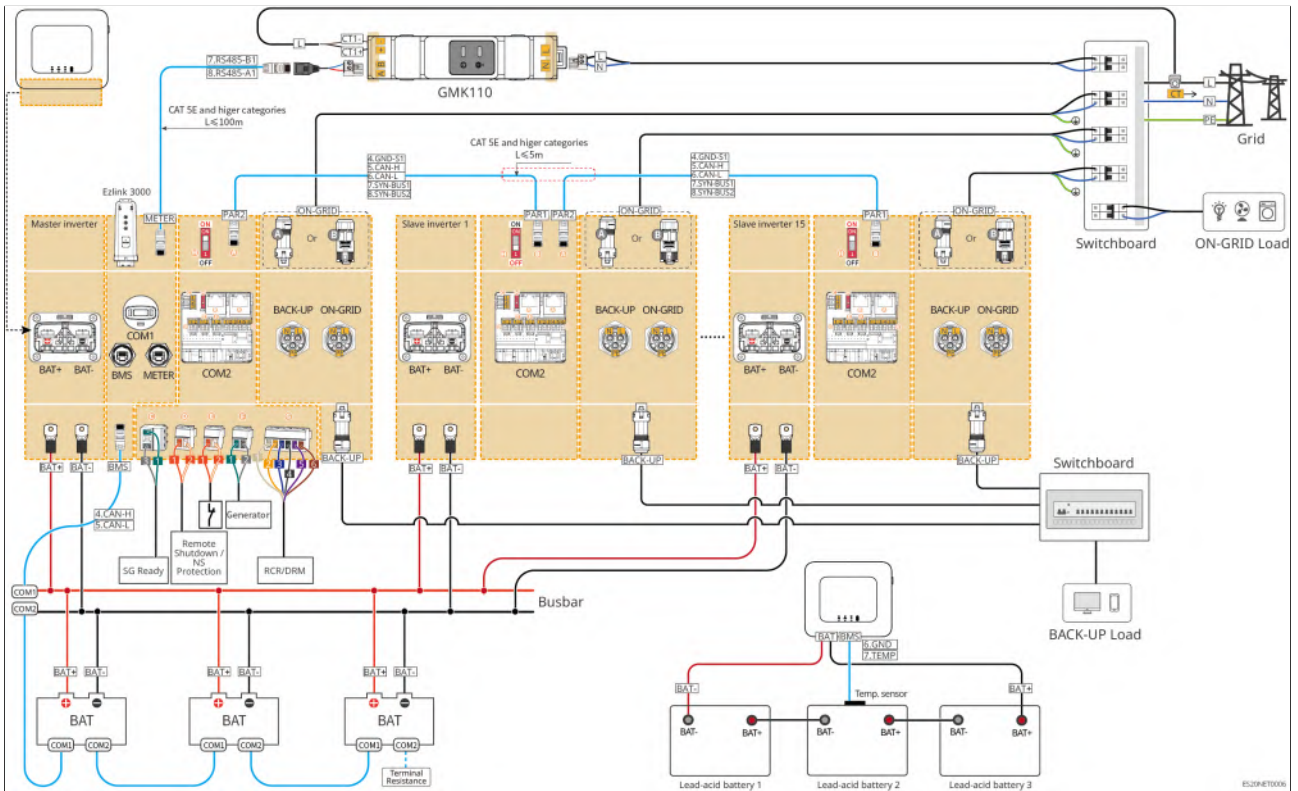 L
CT1-
CT1+
7.RS485-B1
8.RS485-A1
B
A
L
N
GMK110
L
N
CAT 5E and higer categories
L≤100m
CT
L
N
PE
Grid
CAT 5E and higer categories
L≤5m
4.GND-S1
5.CAN-H
6.CAN-L
7.SYN-BUS1
8.SYN-BUS2
4.GND-S1
5.CAN-H
6.CAN-L
7.SYN-BUS1
8.SYN-BUS2
Ezlink 3000
METER
PAR2
ON-GRID
PAR1
PAR2
ON-GRID
PAR1
ON-GRID
Switchboard
ON-GRID Load
Master inverter
ON
OFF
Or
Slave inverter 1
ON
OFF
Or
Slave inverter 15
ON
OFF
Or
COM1
BACK-UP ON-GRID
BACK-UP ON-GRID
BACK-UP ON-GRID
BAT+ BAT-
BMS METER
COM2
BAT+ BAT-
COM2
......
BAT+ BAT-
COM2
BAT+
BAT-
BMS
BACK-UP
BAT+
BAT-
BACK-UP
BAT+
BAT-
BACK-UP
Switchboard
4.CAN-H
5.CAN-L
SG Ready
Remote
Shutdown /
NS
Protection
Generator
RCR/DRM
COM1
COM2
Busbar
BACK-UP Load
BAT
BMS
6.GND
7.TEMP
BAT+
BAT-
BAT+
BAT-
BAT+
BAT-
BAT-
Temp. sensor
BAT+
BAT
BAT
BAT
BAT-
BAT+
BAT-
BAT+
BAT-
BAT+
COM1
COM2
COM1
COM2
COM1
COM2
Terminal
Resistance
Lead-acid battery 1
Lead-acid battery 2
Lead-acid battery 3
ES20NET0006